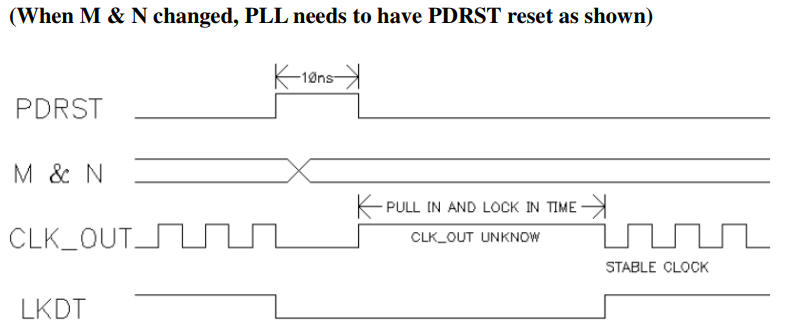 (When M & N changed, PLL needs to have PDRST reset as shown)
10ns
PDRST
M & N
PULL IN AND LOCK IN TIME
CLK_OUT
CLK_OUT UNKNOW
STABLE CLOCK
LKDT